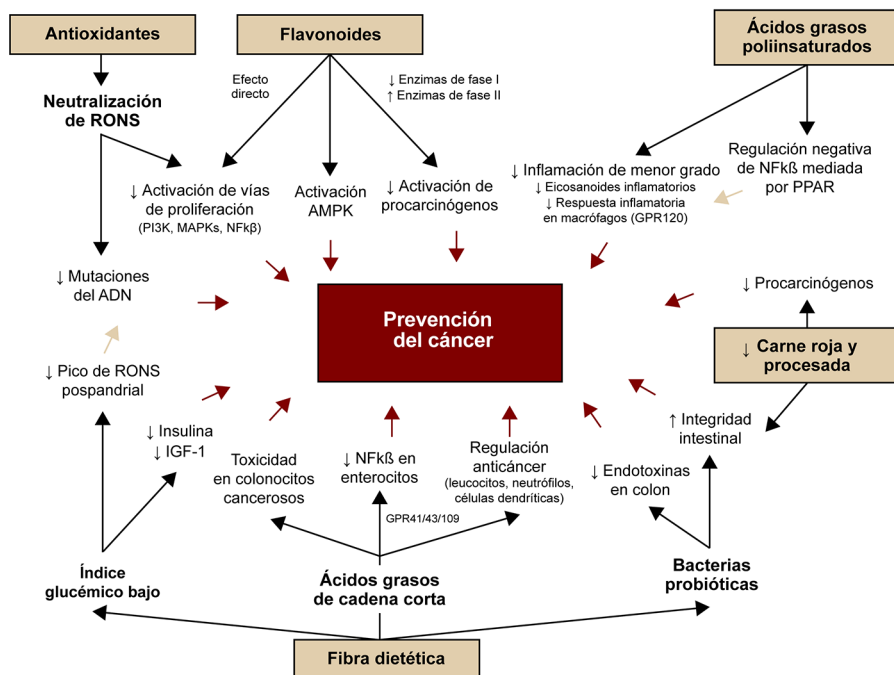 Antioxidantes
Flavonoides
Ácidos grasos
poliinsaturados
Efecto
directo
↓ Enzimas de fase I
↑ Enzimas de fase II
Neutralización
de RONS
↓ Activación de vías
de proliferación
(PI3K, MAPKs, NFkβ)
Activación
AMPK
↓ Activación de
procarcinógenos
↓ Inflamación de menor grado
↓ Eicosanoides inflamatorios
↓ Respuesta inflamatoria
en macrófagos (GPR120)
Regulación negativa
de NFkß mediada
por PPAR
↓ Mutaciones
del ADN
Prevención
del cáncer
↓ Procarcinógenos
↓ Carne roja y
procesada
↓ Pico de RONS
pospandrial
↓ Insulina
↓ IGF-1
Toxicidad
en colonocitos
cancerosos
↓ NFkß en
enterocitos
Regulación
anticáncer
(leucocitos, neutrófilos,
células dendríticas)
↑ Integridad
intestinal
↓ Endotoxinas
en colon
GPR41/43/109
Índice
glucémico bajo
Ácidos grasos
de cadena corta
Bacterias
probióticas
Fibra dietética